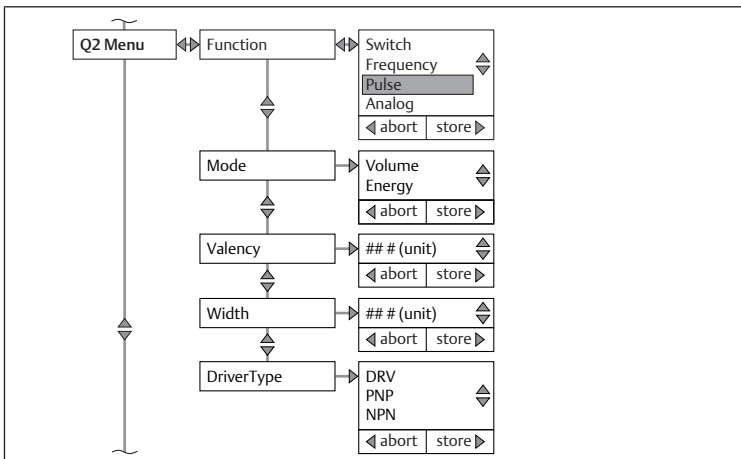 Q2 Menu
Function
Switch
Frequency
Pulse
Analog
abort store
Mode
Volume
Energy
abort store
Valency
## # (unit)
abort store
Width
## # (unit)
abort store
DriverType
DRV
PNP
NPN
abort store